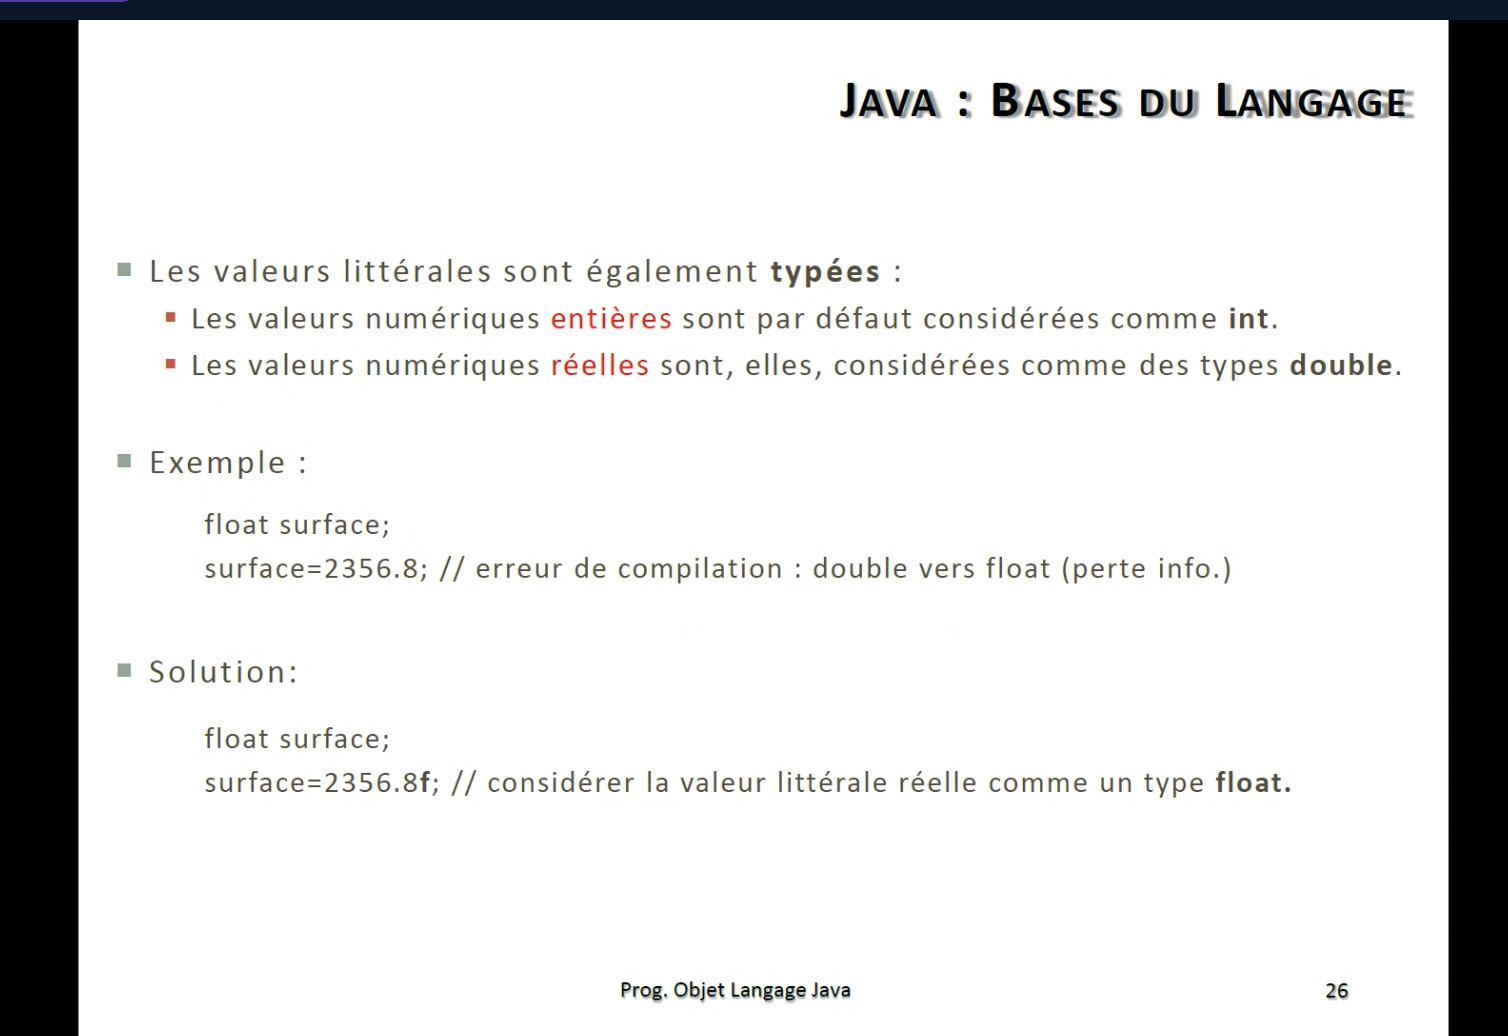 JAVA : BASES DU LANGAGE
Les valeurs littérales sont également typées :
Les valeurs numériques entières sont par défaut considérées comme int.
Les valeurs numériques réelles sont, elles, considérées comme des types double.
Exemple :
float surface;
surface=2356.8; // erreur de compilation : double vers float (perte info.)
Solution:
float surface;
surface=2356.8f; // considérer la valeur littérale réelle comme un type float.
Prog. Objet Langage Java
26